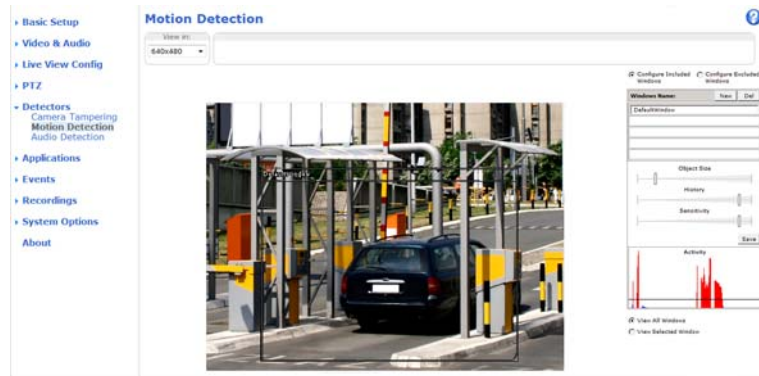 Basic Setup
Video & Audio
Live View Config
PTZ
Detectors
Camera Tampering
Motion Detection
Audio Detection
Applications
Events
Recordings
System Options
About
Motion Detection
View at:
640x480
Configure Included Windows
Configure Excluded Windows
Windows Name:
New
Del
DefaultWindow
Object Size
History
Sensitivity
Save
Activity
View All Windows
View Selected Window